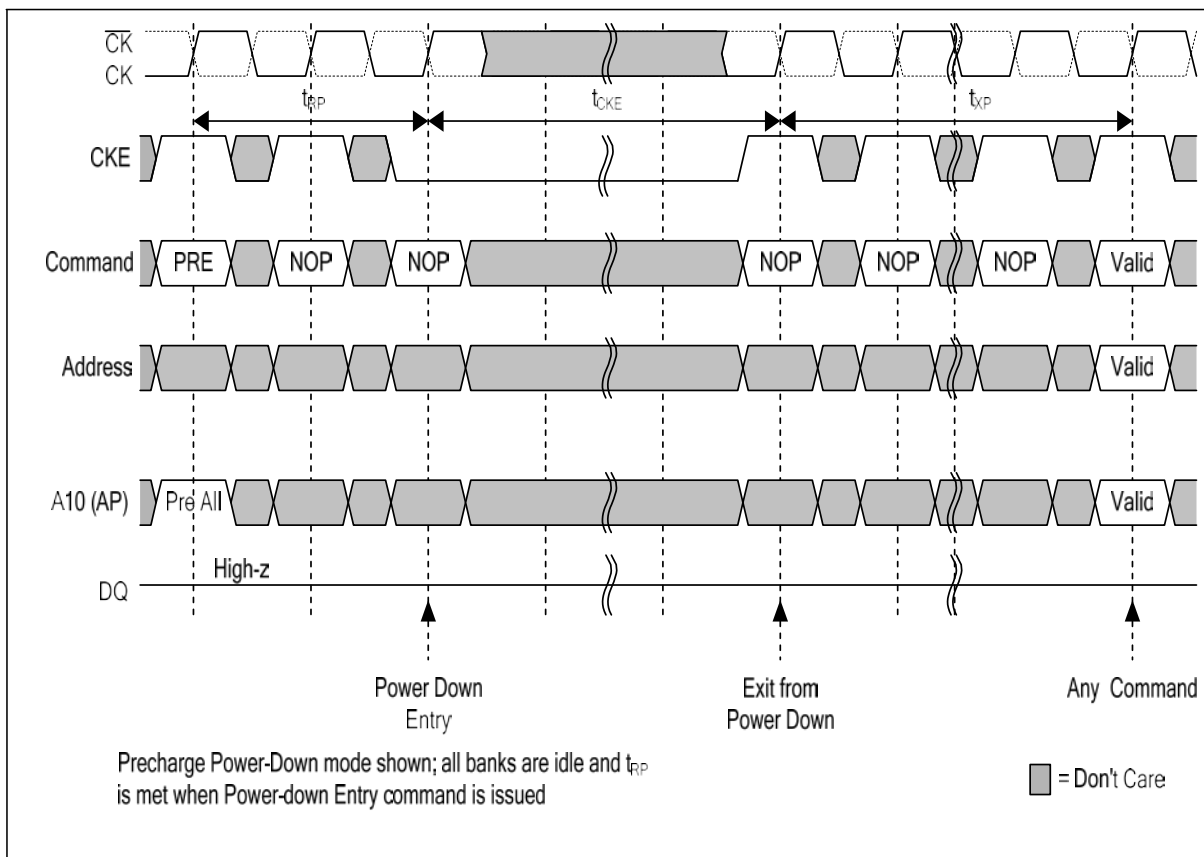 CK
CK
tRP
tCKE
tXP
CKE
Command
PRE
NOP
NOP
NOP
NOP
NOP
Valid
Address
Valid
A10 (AP)
Pre All
Valid
High-z
DQ
Power Down
Entry
Exit from
Power Down
Any Command
Precharge Power-Down mode shown; all banks are idle and tRP
is met when Power-down Entry command is issued
= Don't Care